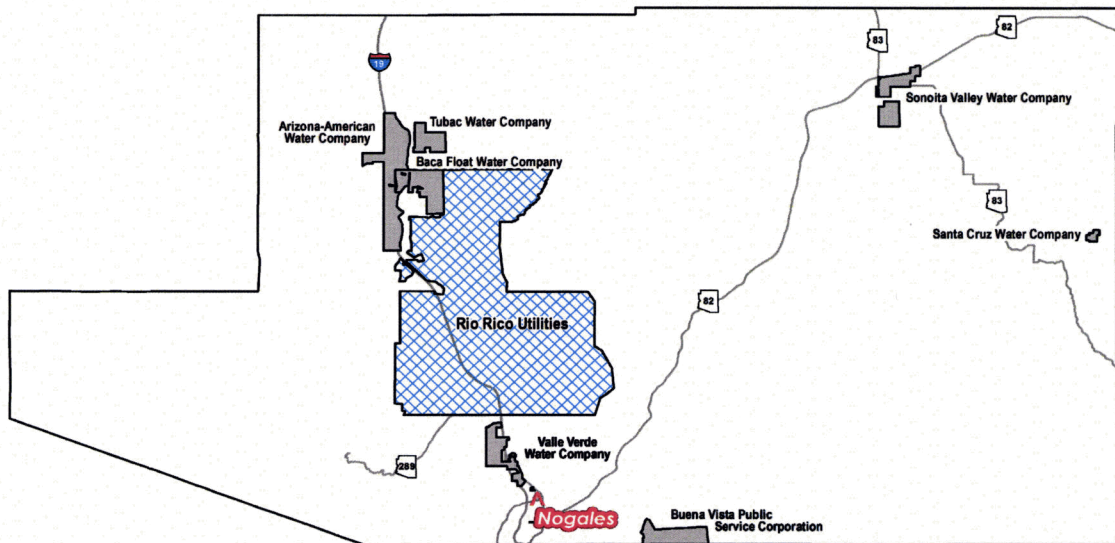 83
82
19
Sonoita Valley Water Company
Arizona-American
Water Company
Tubac Water Company
Baca Float Water Company
83
Santa Cruz Water Company
82
Rio Rico Utilities
Valle Verde
Water Company
289
A
Nogales
Buena Vista Public
Service Corporation